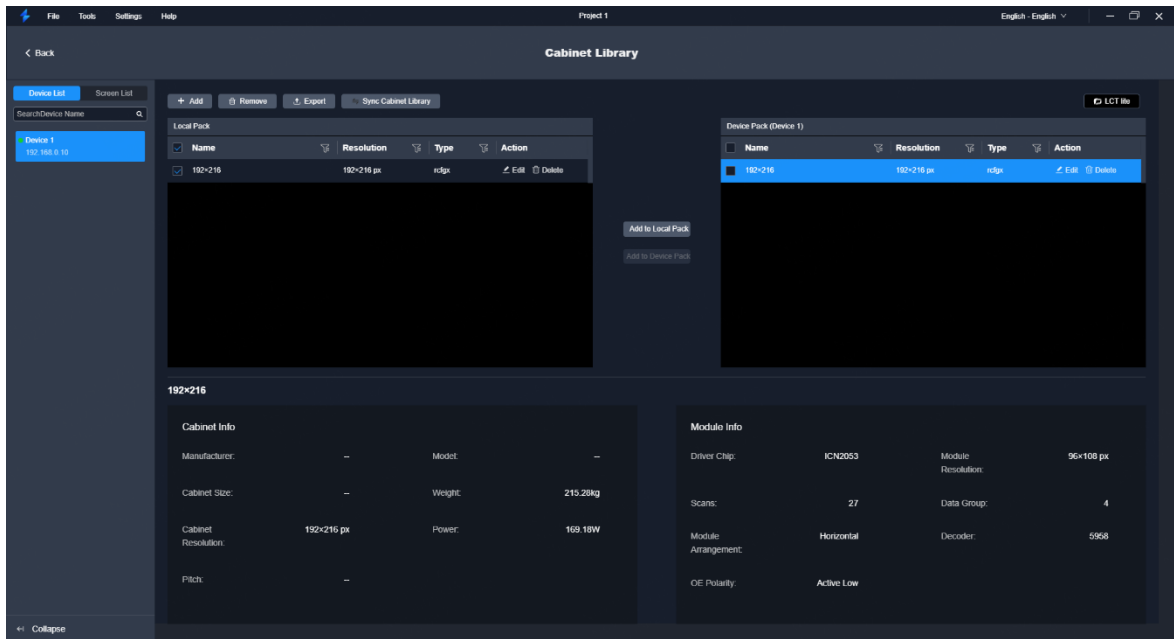 File Tools Settings Help Project 1 English - English
Back Cabinet Library
Device List Screen List
SearchDevice Name
Device 1
192.168.0.10
+ Add Remove Export Sync Cabinet Library LCT file
Local Pack
Name Resolution Type Action
192×216 192×216 px rcfgx Edit Delete
Device Pack (Device 1)
Name Resolution Type Action
192×216 192×216 px rcfgx Edit Delete
Add to Local Pack
Add to Device Pack
192×216
Cabinet Info
Manufacturer: -- Model: --
Cabinet Size: -- Weight: 215.28kg
Cabinet Resolution: 192×216 px Power: 169.18W
Pitch: --
Module Info
Driver Chip: ICN2053 Module Resolution: 96×108 px
Scans: 27 Data Group: 4
Module Arrangement: Horizontal Decoder: 5958
OE Polarity: Active Low
Collapse